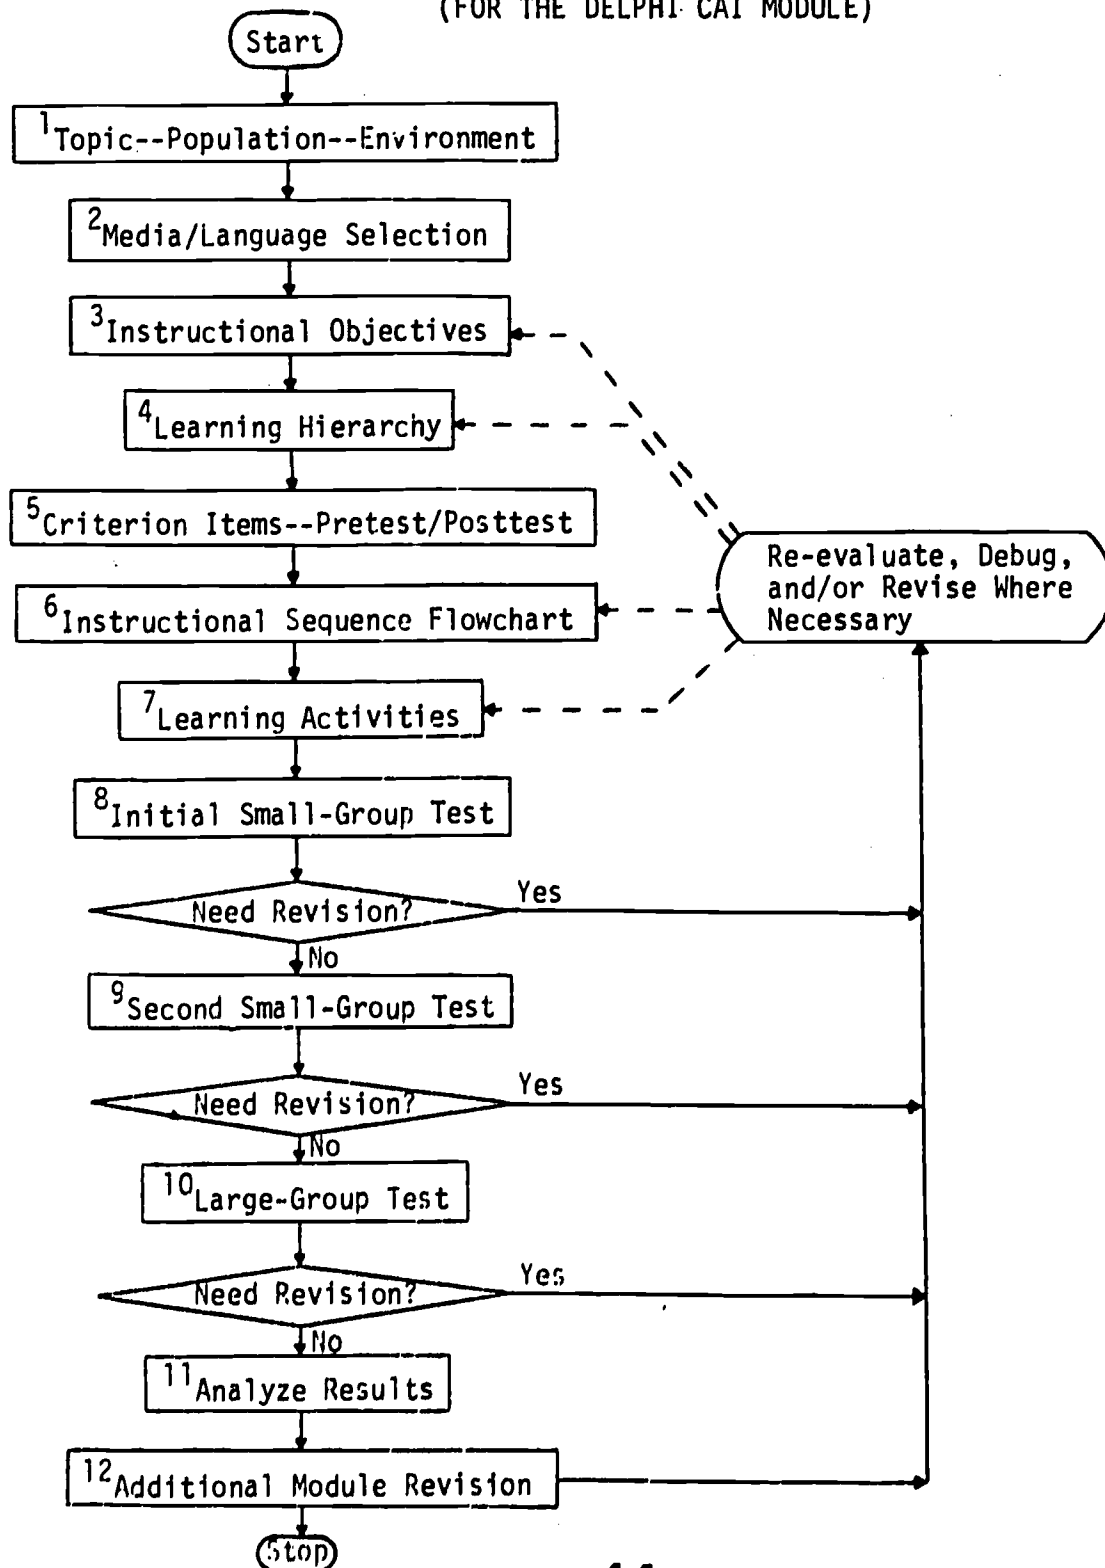 (FOR THE DELPHI CAI MODULE)
Start
1Topic--Population--Environment
2Media/Language Selection
3Instructional Objectives
4Learning Hierarchy
5Criterion Items--Pretest/Posttest
Re-evaluate, Debug,
and/or Revise Where
Necessary
6Instructional Sequence Flowchart
7Learning Activities
8Initial Small-Group Test
Need Revision?
Yes
No
9Second Small-Group Test
Need Revision?
Yes
No
10Large-Group Test
Need Revision?
Yes
No
11Analyze Results
12Additional Module Revision
Stop